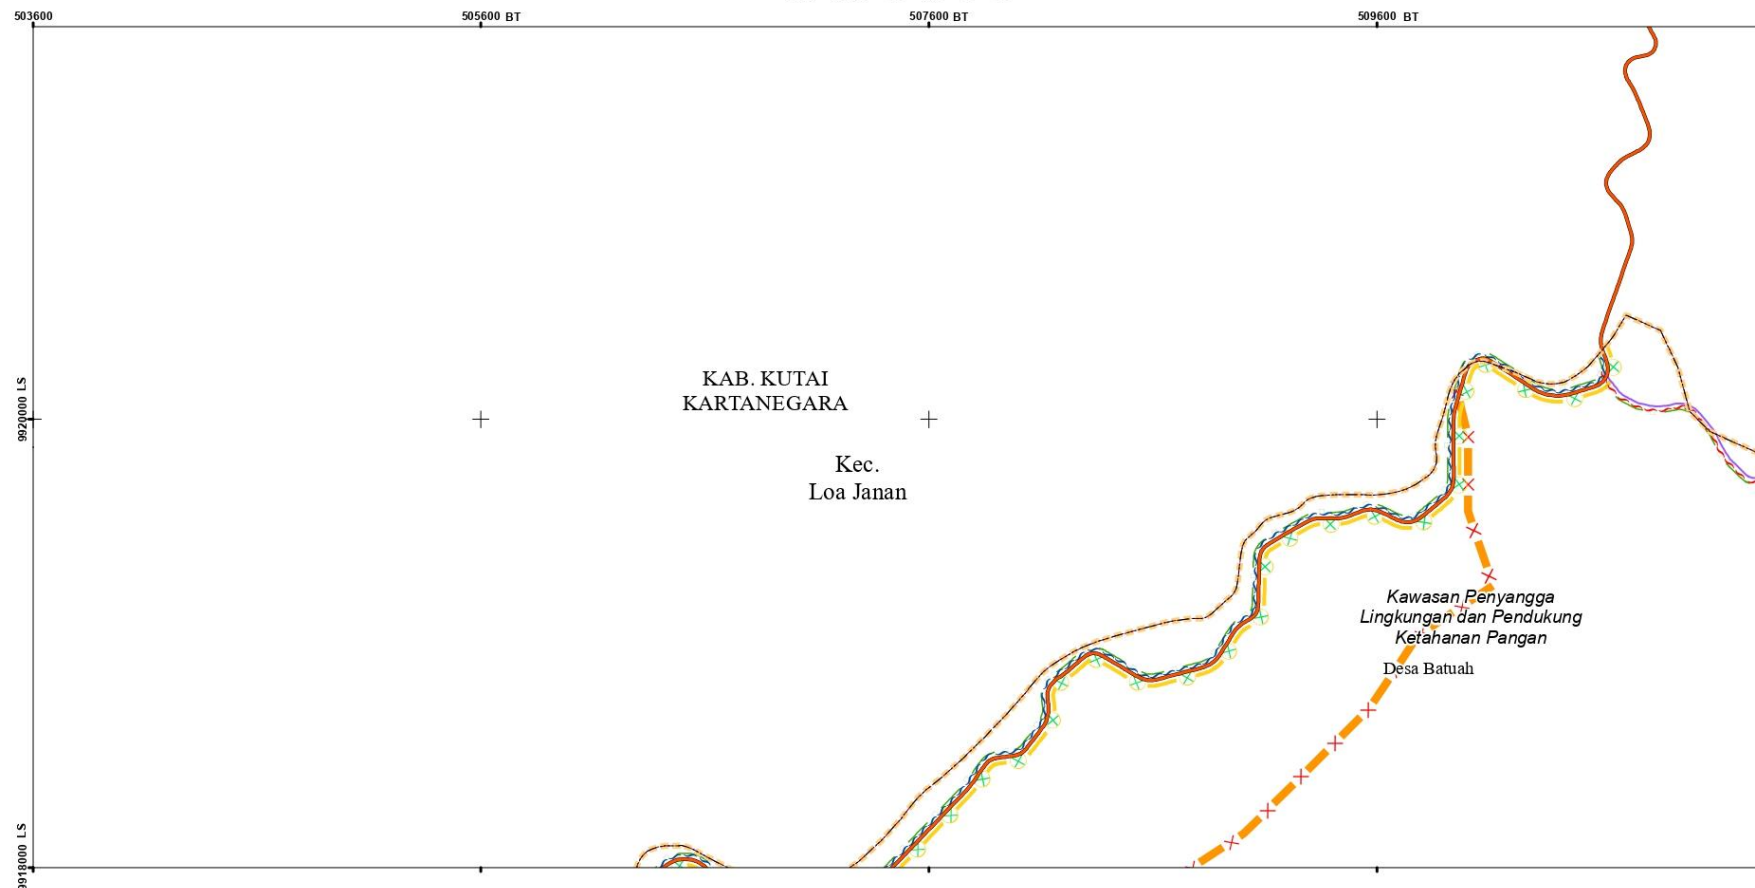 503600
505600 BT
507600 BT
509600 BT
9920000 LS
KAB. KUTAI
KARTANEGARA
Kec.
Loa Janan
Kawasan Penyangga
Lingkungan dan Pendukung
Ketahanan Pangan
Desa Batuah
9918000 LS